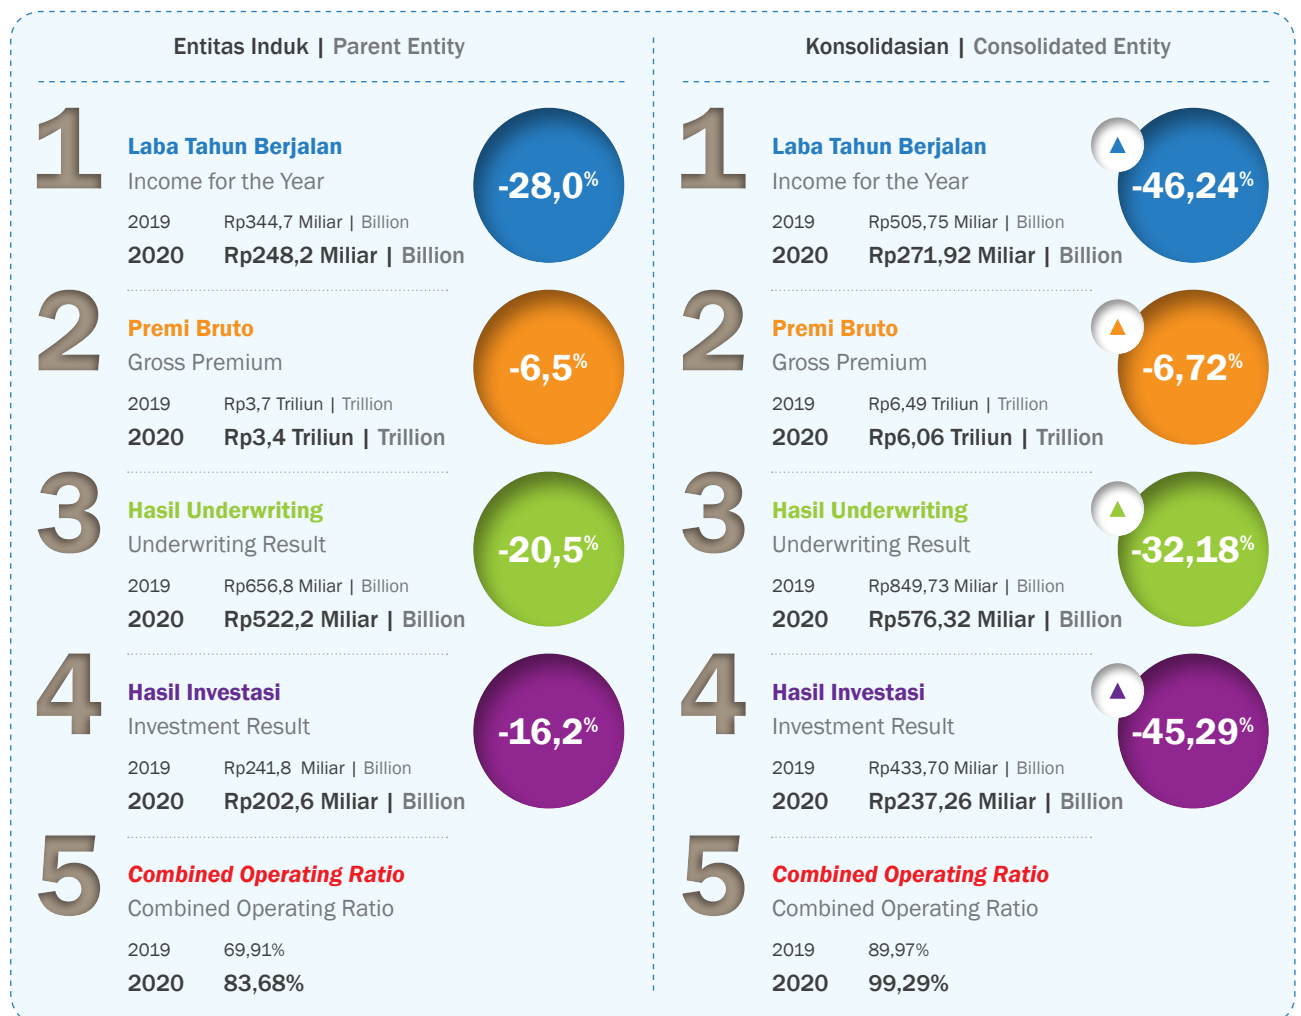 Entitas Induk | Parent Entity
1
Laba Tahun Berjalan
Income for the Year
2019 Rp344,7 Miliar | Billion
2020 Rp248,2 Miliar | Billion
-28,0%
2
Premi Bruto
Gross Premium
2019 Rp3,7 Triliun | Trillion
2020 Rp3,4 Triliun | Trillion
-6,5%
3
Hasil Underwriting
Underwriting Result
2019 Rp656,8 Miliar | Billion
2020 Rp522,2 Miliar | Billion
-20,5%
4
Hasil Investasi
Investment Result
2019 Rp241,8 Miliar | Billion
2020 Rp202,6 Miliar | Billion
-16,2%
5
Combined Operating Ratio
Combined Operating Ratio
2019 69,91%
2020 83,68%
Konsolidasian | Consolidated Entity
1
Laba Tahun Berjalan
Income for the Year
2019 Rp505,75 Miliar | Billion
2020 Rp271,92 Miliar | Billion
-46,24%
2
Premi Bruto
Gross Premium
2019 Rp6,49 Triliun | Trillion
2020 Rp6,06 Triliun | Trillion
-6,72%
3
Hasil Underwriting
Underwriting Result
2019 Rp849,73 Miliar | Billion
2020 Rp576,32 Miliar | Billion
-32,18%
4
Hasil Investasi
Investment Result
2019 Rp433,70 Miliar | Billion
2020 Rp237,26 Miliar | Billion
-45,29%
5
Combined Operating Ratio
Combined Operating Ratio
2019 89,97%
2020 99,29%